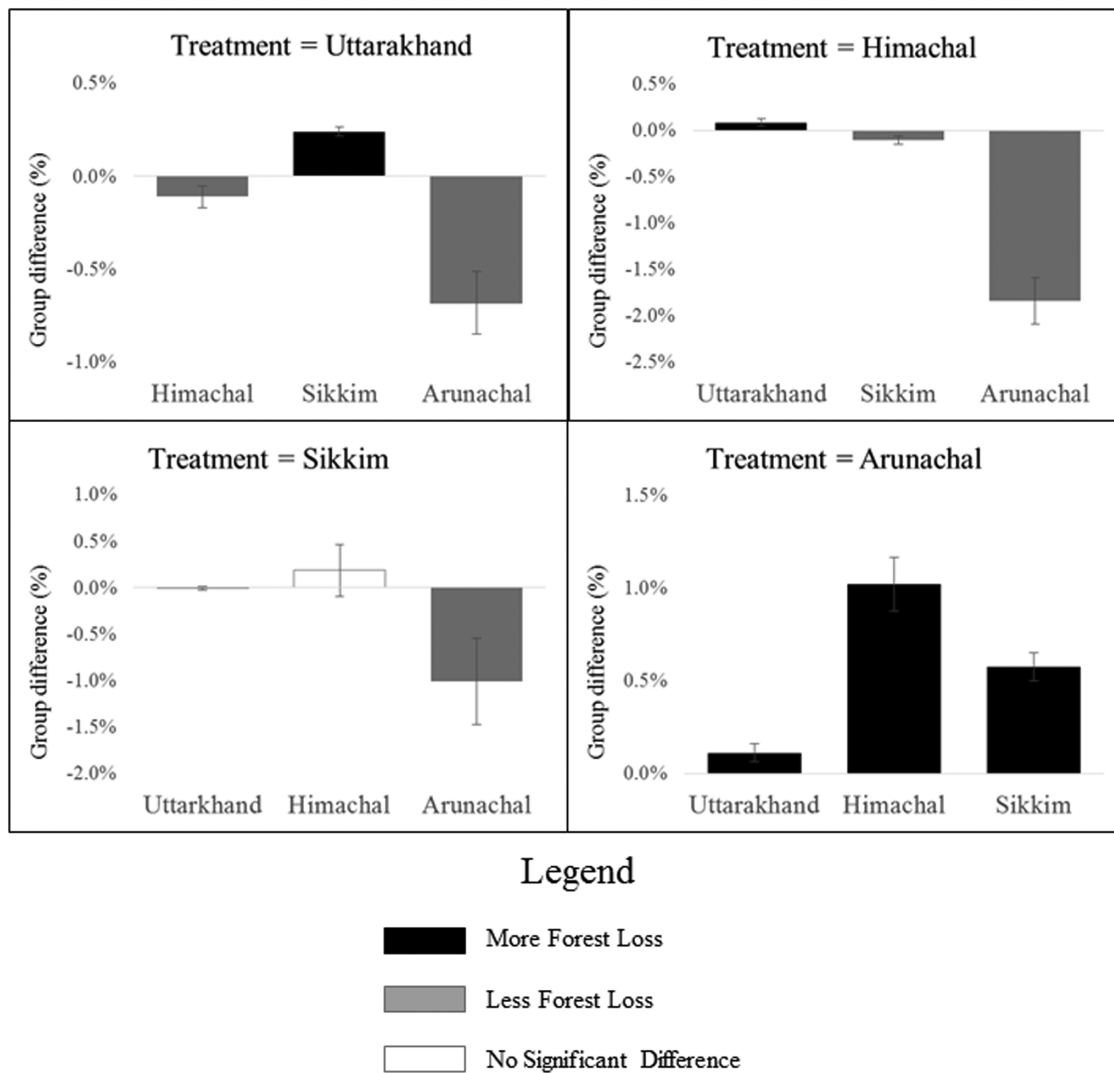 Treatment = Uttarakhand
Group difference (%)
0.5%
0.0%
-0.5%
-1.0%
Himachal Sikkim Arunachal
Treatment = Himachal
Group difference (%)
0.5%
0.0%
-0.5%
-1.0%
-1.5%
-2.0%
-2.5%
Uttarakhand Sikkim Arunachal
Treatment = Sikkim
Group difference (%)
1.0%
0.5%
0.0%
-0.5%
-1.0%
-1.5%
-2.0%
Uttarkhand Himachal Arunachal
Treatment = Arunachal
Group difference (%)
1.5%
1.0%
0.5%
0.0%
Uttarakhand Himachal Sikkim
Legend
More Forest Loss
Less Forest Loss
No Significant Difference